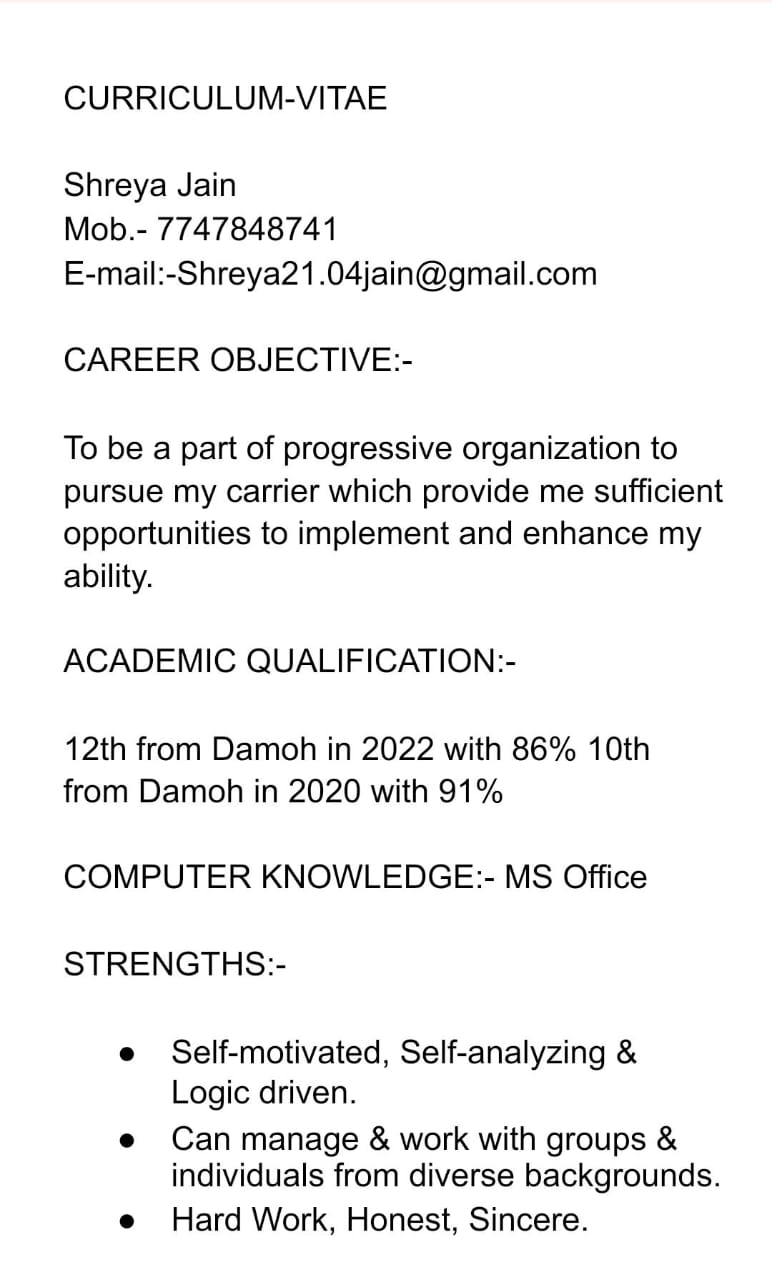 CURRICULUM-VITAE
Shreya Jain
Mob.- 7747848741
E-mail:-Shreya21.04jain@gmail.com
CAREER OBJECTIVE:-
To be a part of progressive organization to
pursue my carrier which provide me sufficient
opportunities to implement and enhance my
ability.
ACADEMIC QUALIFICATION:-
12th from Damoh in 2022 with 86% 10th
from Damoh in 2020 with 91%
COMPUTER KNOWLEDGE:- MS Office
STRENGTHS:-
● Self-motivated, Self-analyzing &
Logic driven.
● Can manage & work with groups &
individuals from diverse backgrounds.
● Hard Work, Honest, Sincere.